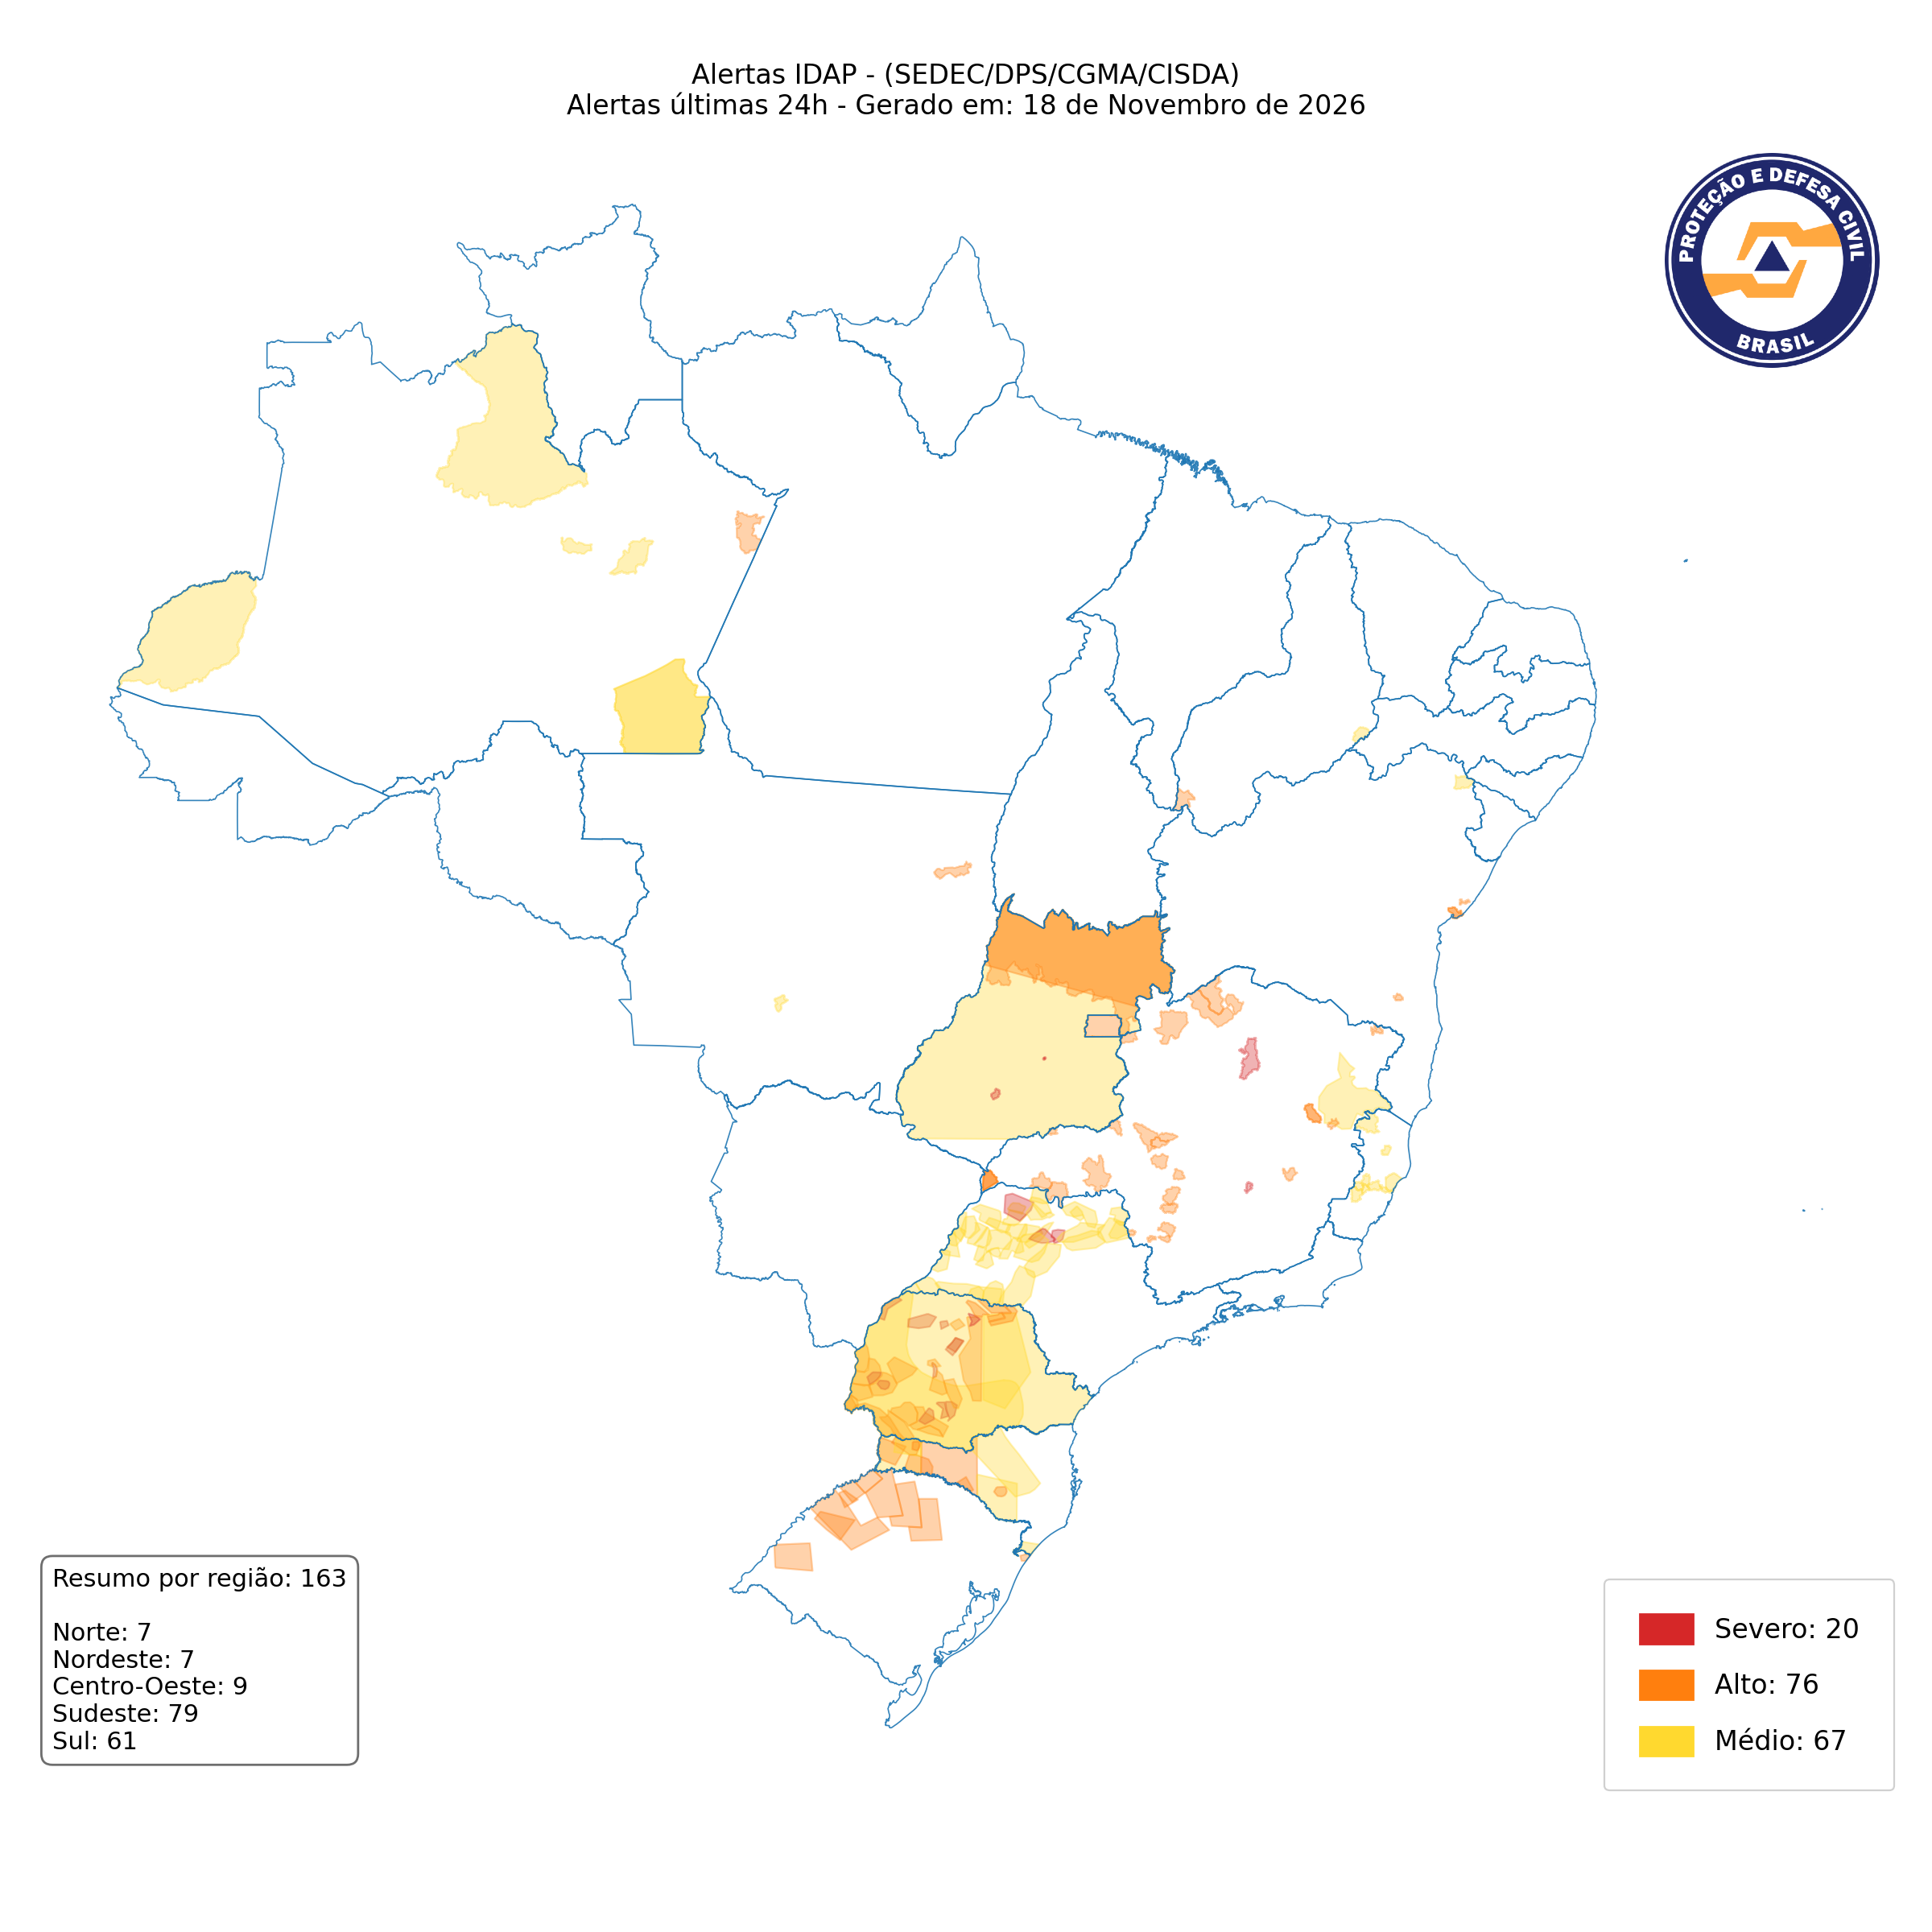 Alertas IDAP - (SEDEC/DPS/CGMA/CISDA)
Alertas últimas 24h - Gerado em: 18 de Novembro de 2026
PROTEÇÃO E DEFESA CIVIL
BRASIL
Resumo por região: 163
Norte: 7
Nordeste: 7
Centro-Oeste: 9
Sudeste: 79
Sul: 61
Severo: 20
Alto: 76
Médio: 67